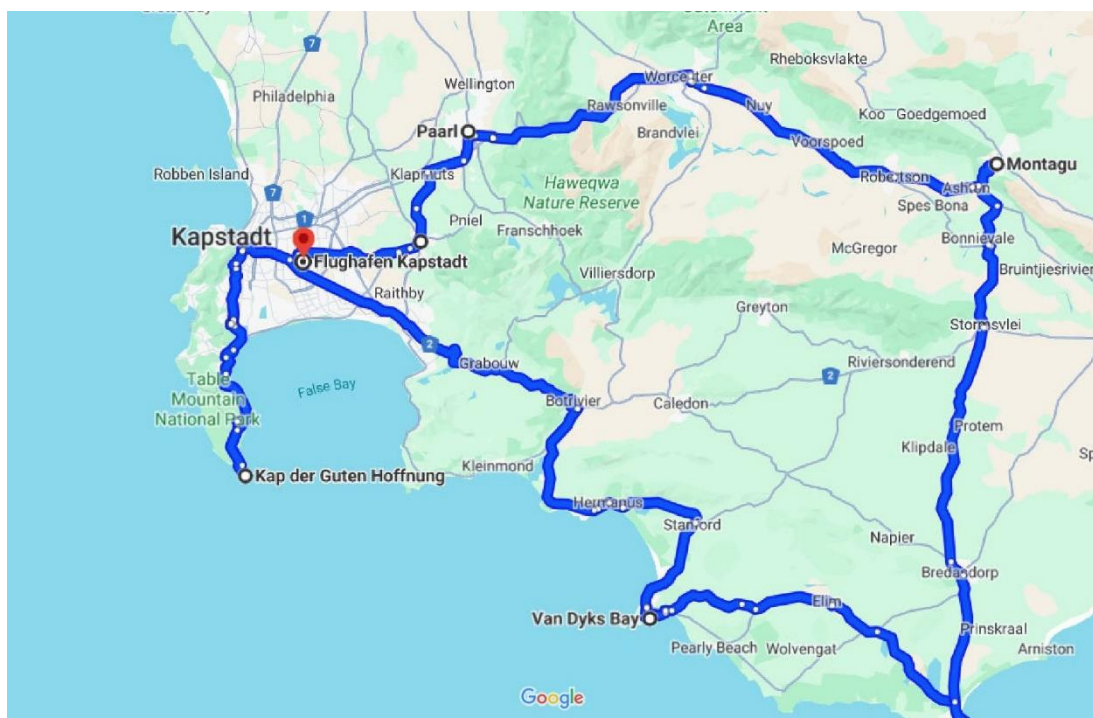 Area
7
Rheboksvlakte
Wellington
Worcester
Philadelphia
Rawsonville
Nuy
Koo
Goedgemoed
Paarl
Brandvlei
Voorspoed
Montagu
Robben Island
Klapmuts
Robertson
Ashton
7
1
Haweqwa
Nature Reserve
Spes Bona
Pniel
Franschhoek
Bonnievale
Kapstadt
McGregor
Flughafen Kapstadt
Villiersdorp
Bruintjiesrivier
Raithby
Greyton
Stormsvlei
2
Grabouw
Riviersonderend
2
Table
Mountain
National Park
False Bay
Botrivier
Caledon
Protem
Klipdale
Kleinmond
Kap der Guten Hoffnung
Hermanus
Stanford
Napier
Bredasdorp
Van Dyks Bay
Elim
Prinskraal
Pearly Beach
Wolvengat
Arniston
Google